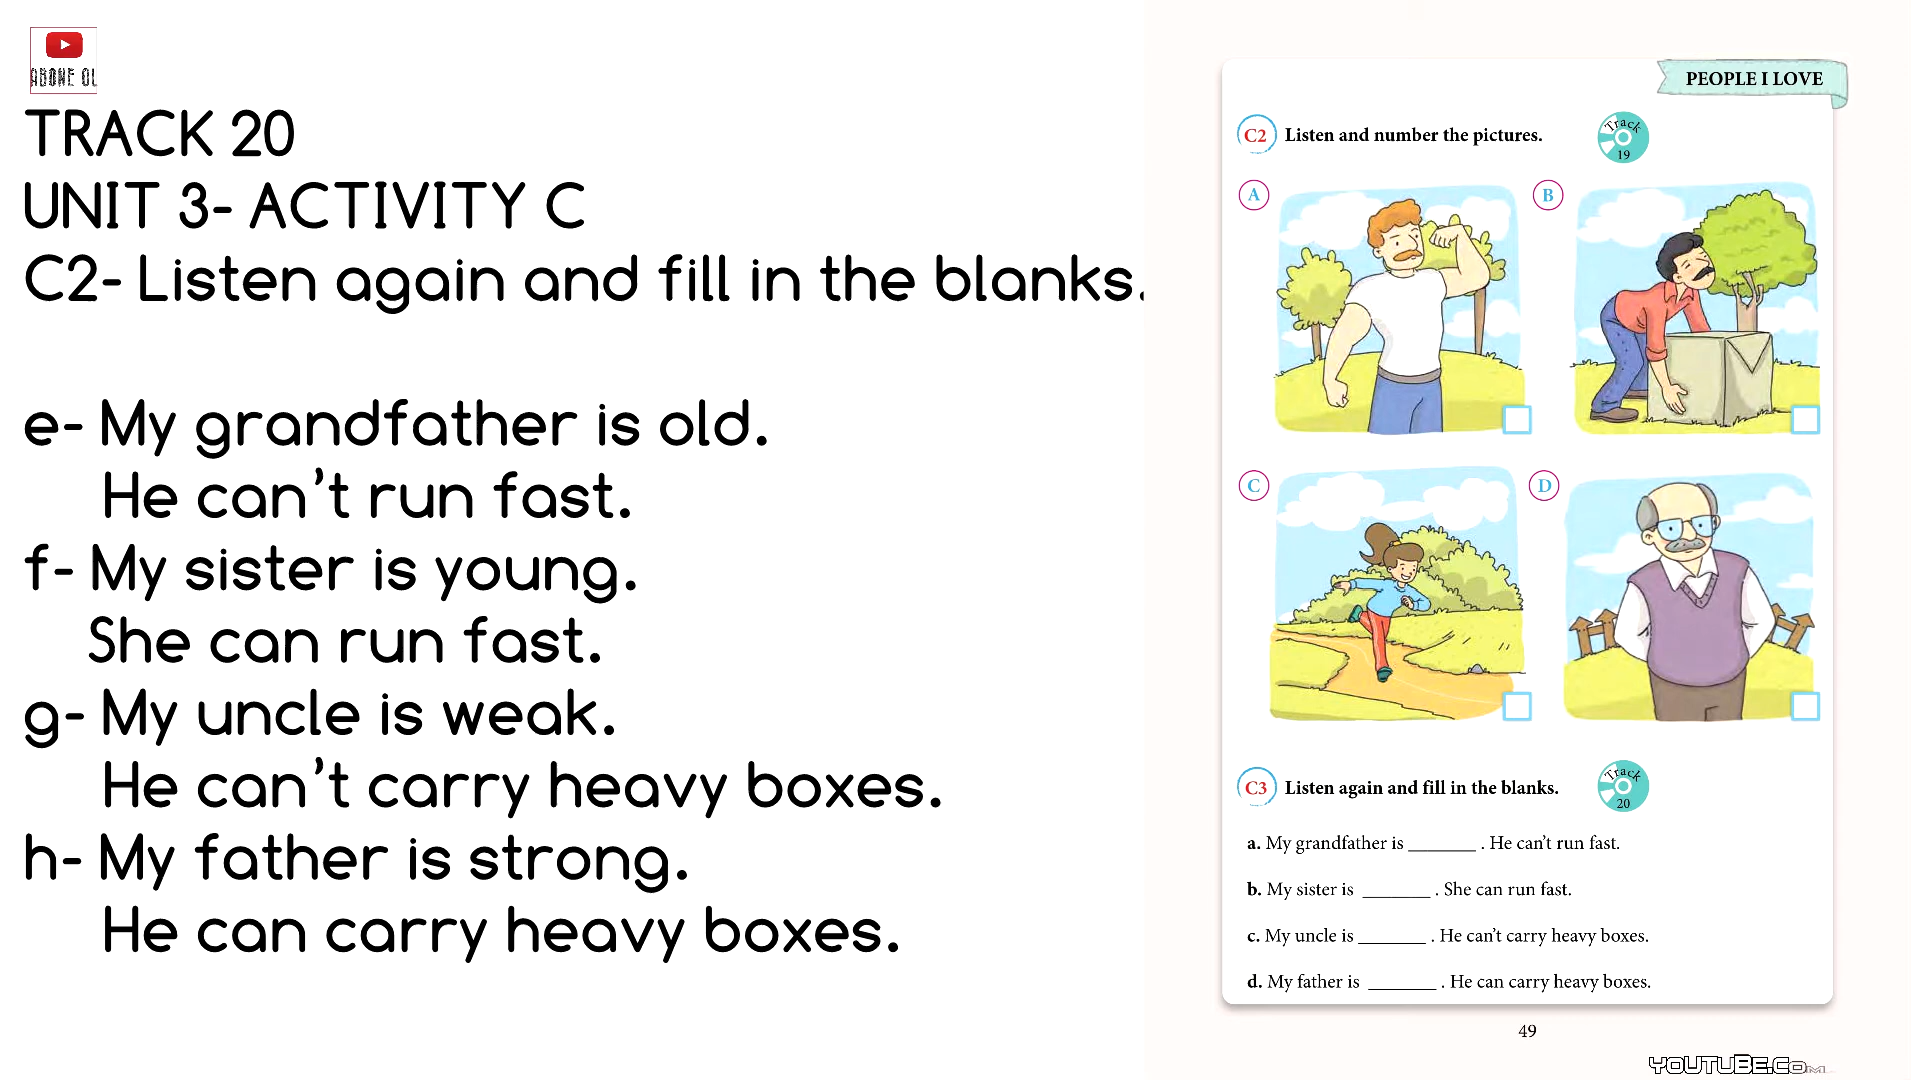 ABONE OL
TRACK 20
UNIT 3- ACTIVITY C
C2- Listen again and fill in the blanks.
e- My grandfather is old.
He can't run fast.
f- My sister is young.
She can run fast.
g- My uncle is weak.
He can't carry heavy boxes.
h- My father is strong.
He can carry heavy boxes.
PEOPLE I LOVE
C2 Listen and number the pictures.
Track
19
A
B
C
D
C3 Listen again and fill in the blanks.
Track
20
a. My grandfather is _______ . He can't run fast.
b. My sister is _______ . She can run fast.
c. My uncle is _______ . He can't carry heavy boxes.
d. My father is _______ . He can carry heavy boxes.
49
YOUTUBE.COM